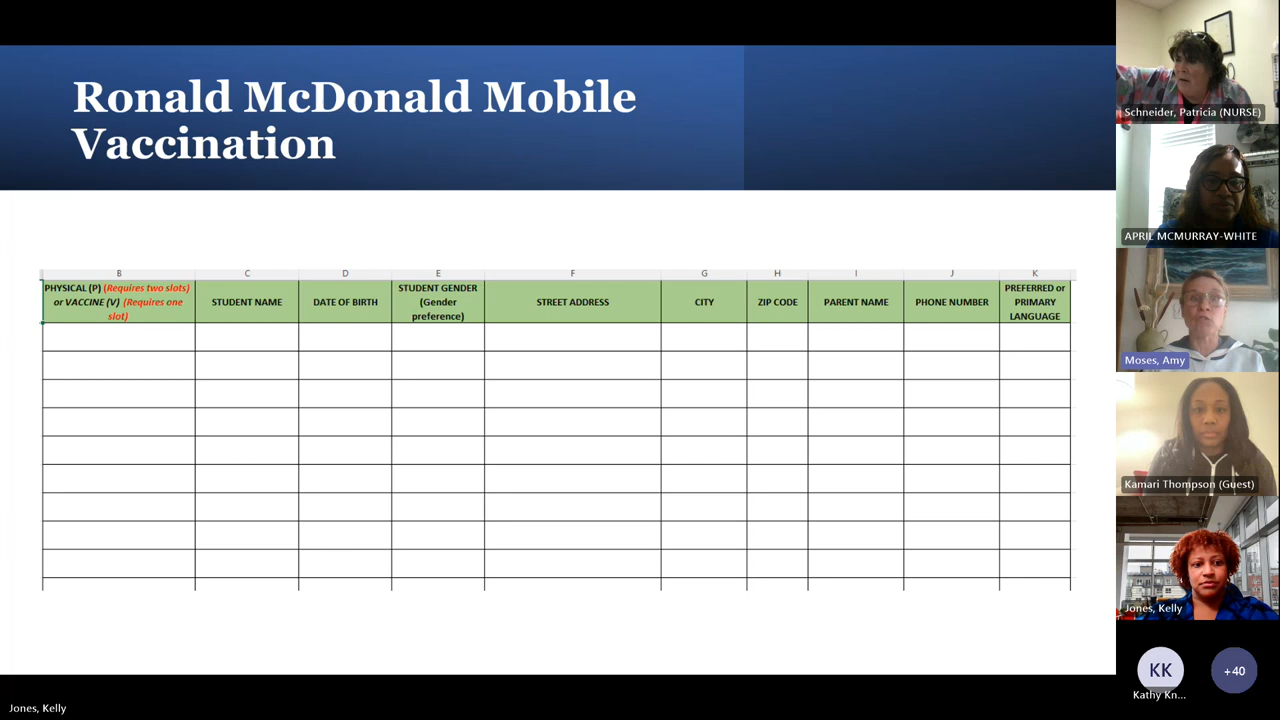 Ronald McDonald Mobile
Vaccination
B C D E F G H I J K
PHYSICAL (P) (Requires two slots)
or VACCINE (V) (Requires one
slot)
STUDENT NAME
DATE OF BIRTH
STUDENT GENDER
(Gender
preference)
STREET ADDRESS
CITY
ZIP CODE
PARENT NAME
PHONE NUMBER
PREFERRED or
PRIMARY
LANGUAGE
Schneider, Patricia (NURSE)
APRIL MCMURRAY-WHITE
Moses, Amy
Kamari Thompson (Guest)
Jones, Kelly
KK
Kathy Kn...
+40
Jones, Kelly